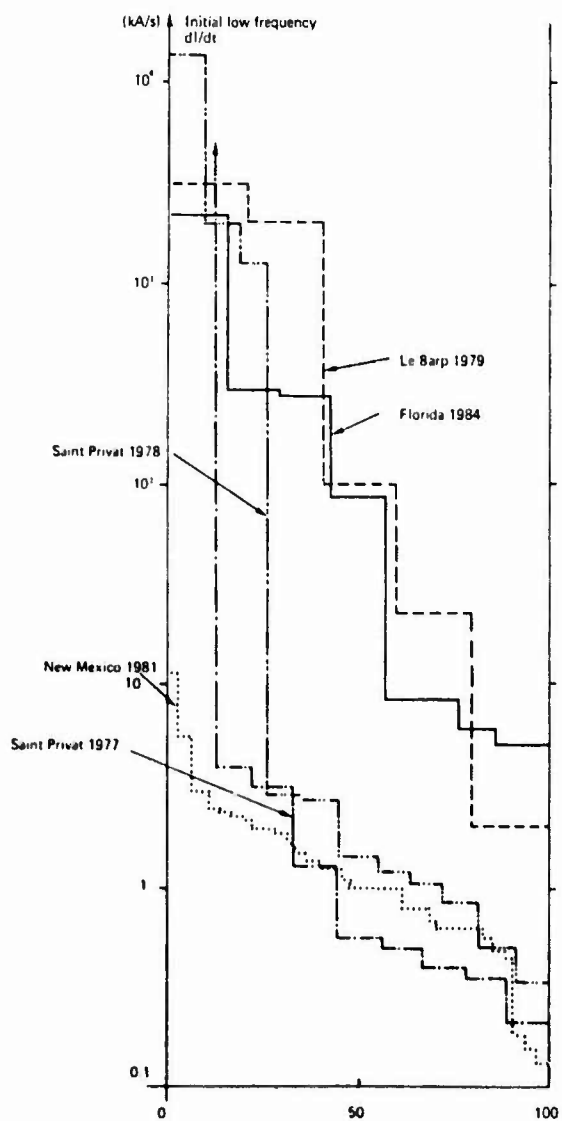 (kA/s) Initial low frequency
dI/dt
10⁴
10³
Le Barp 1979
Florida 1984
Saint Privat 1978
10²
New Mexico 1981
10
Saint Privat 1977
1
0.1
0 50 100